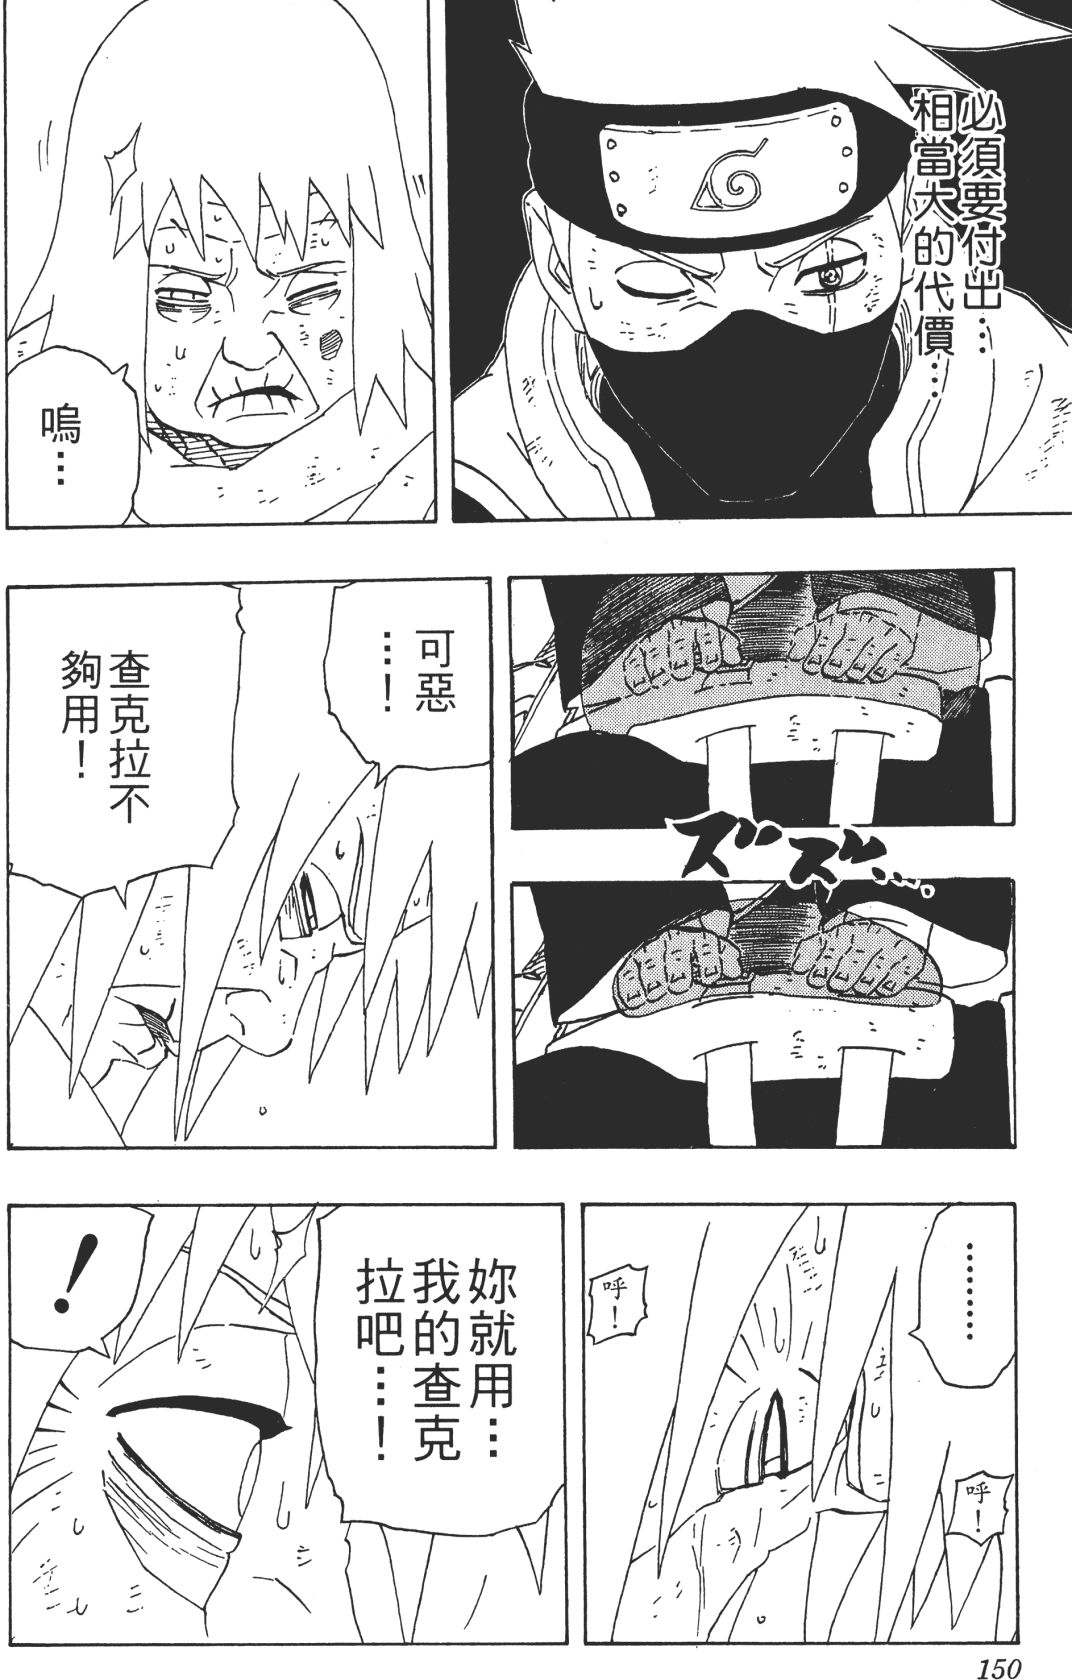 必須要付出…
相當大的代價…
嗚…
ズズ…
可惡
…！
查克拉不
夠用！
………
呼！
呼！
妳就用…
我的查克
拉吧…！
！
150